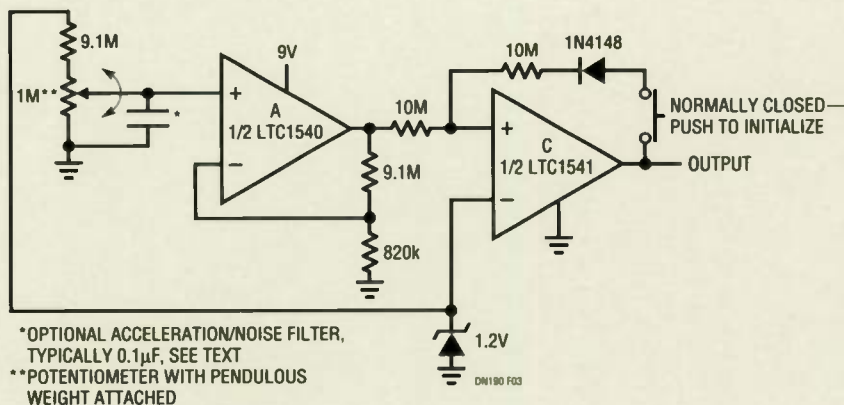 9.1M
1M**
*
+
A
1/2 LTC1540
−
9V
10M
9.1M
820k
10M
1N4148
+
C
1/2 LTC1541
−
NORMALLY CLOSED
PUSH TO INITIALIZE
OUTPUT
1.2V
*OPTIONAL ACCELERATION/NOISE FILTER,
TYPICALLY 0.1µF, SEE TEXT
**POTENTIOMETER WITH PENDULOUS
WEIGHT ATTACHED
DN190 F03